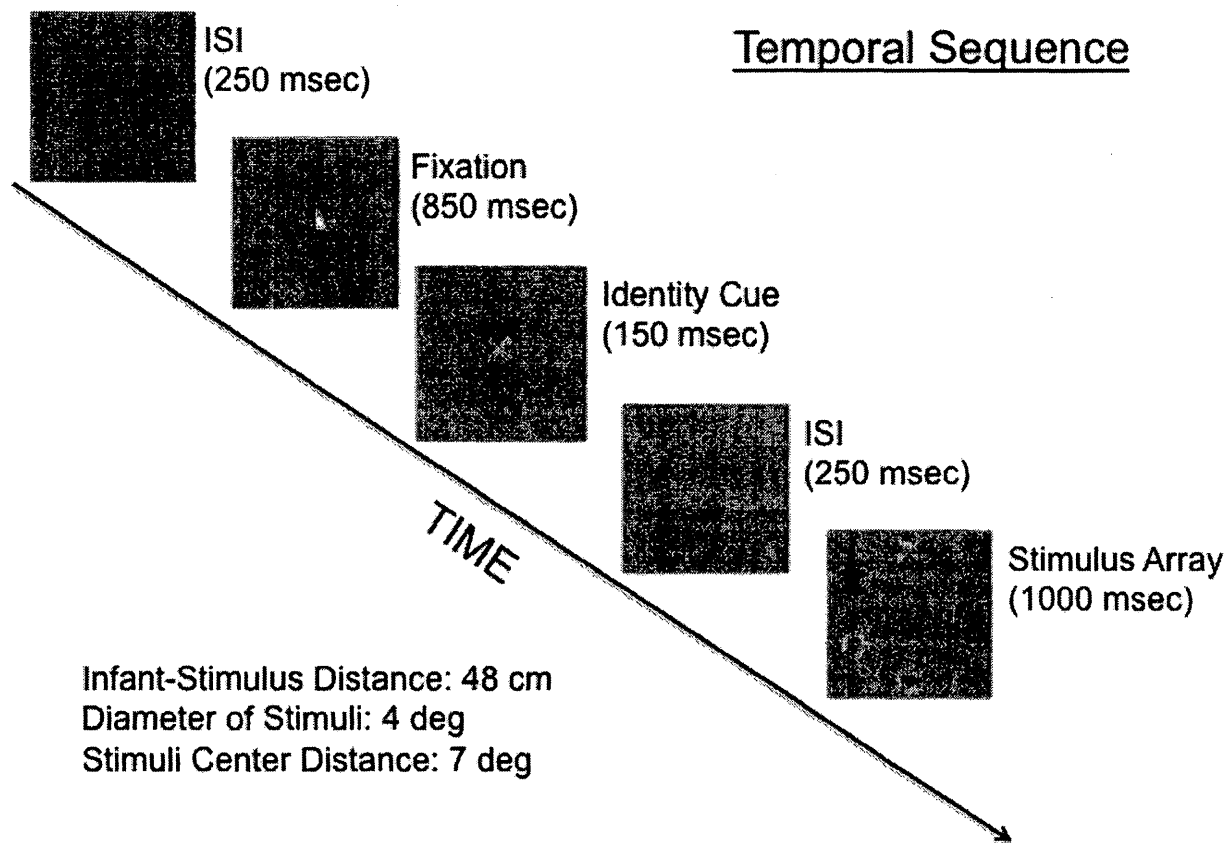 Temporal Sequence
ISI
(250 msec)
Fixation
(850 msec)
Identity Cue
(150 msec)
ISI
(250 msec)
Stimulus Array
(1000 msec)
TIME
Infant-Stimulus Distance: 48 cm
Diameter of Stimuli: 4 deg
Stimuli Center Distance: 7 deg